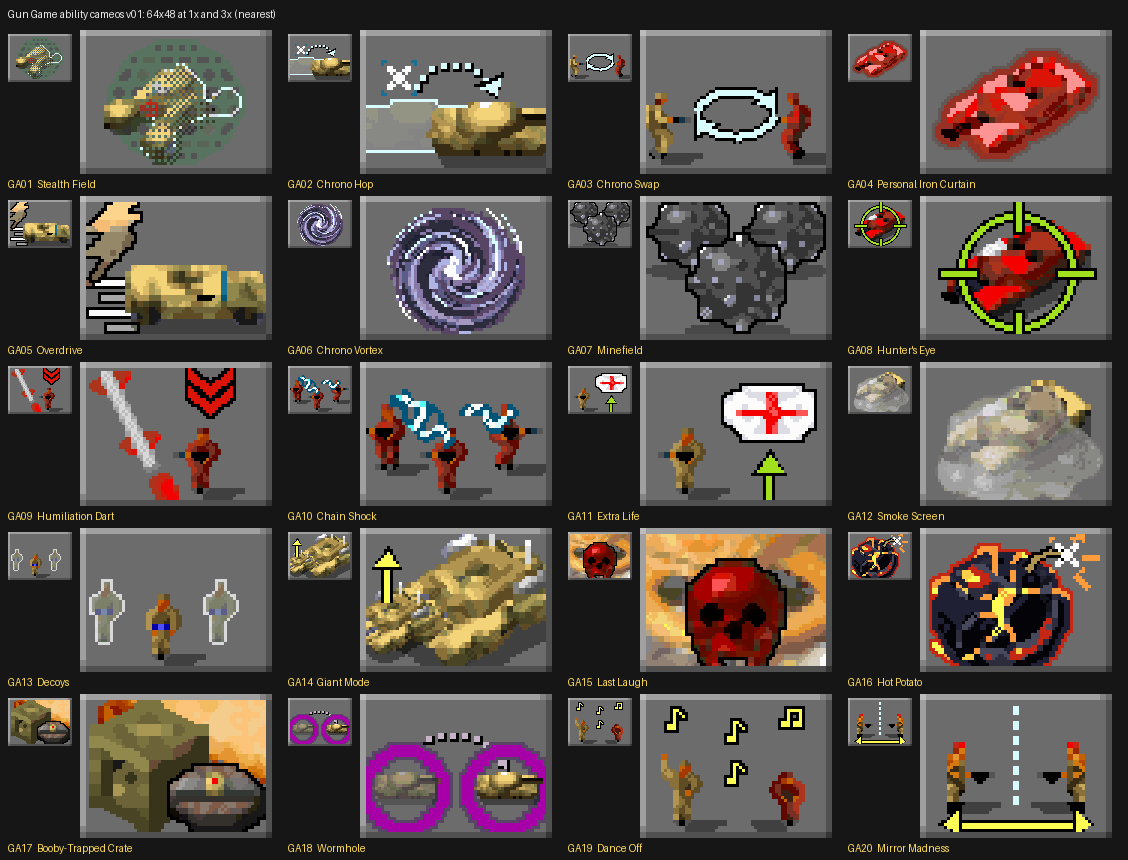 Gun Game ability cameos v01: 64x48 at 1x and 3x (nearest)
GA01 Stealth Field
GA02 Chrono Hop
GA03 Chrono Swap
GA04 Personal Iron Curtain
GA05 Overdrive
GA06 Chrono Vortex
GA07 Minefield
GA08 Hunter's Eye
GA09 Humiliation Dart
GA10 Chain Shock
GA11 Extra Life
GA12 Smoke Screen
GA13 Decoys
GA14 Giant Mode
GA15 Last Laugh
GA16 Hot Potato
GA17 Booby-Trapped Crate
GA18 Wormhole
GA19 Dance Off
GA20 Mirror Madness